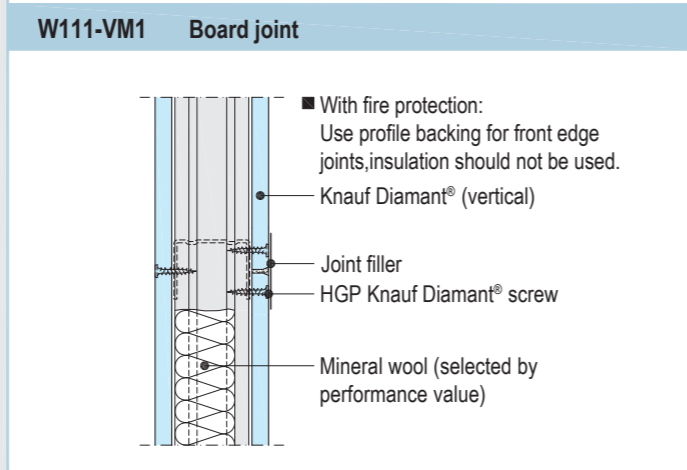 W111-VM1 Board joint
■ With fire protection:
Use profile backing for front edge
joints,insulation should not be used.
Knauf Diamant® (vertical)
Joint filler
HGP Knauf Diamant® screw
Mineral wool (selected by
performance value)